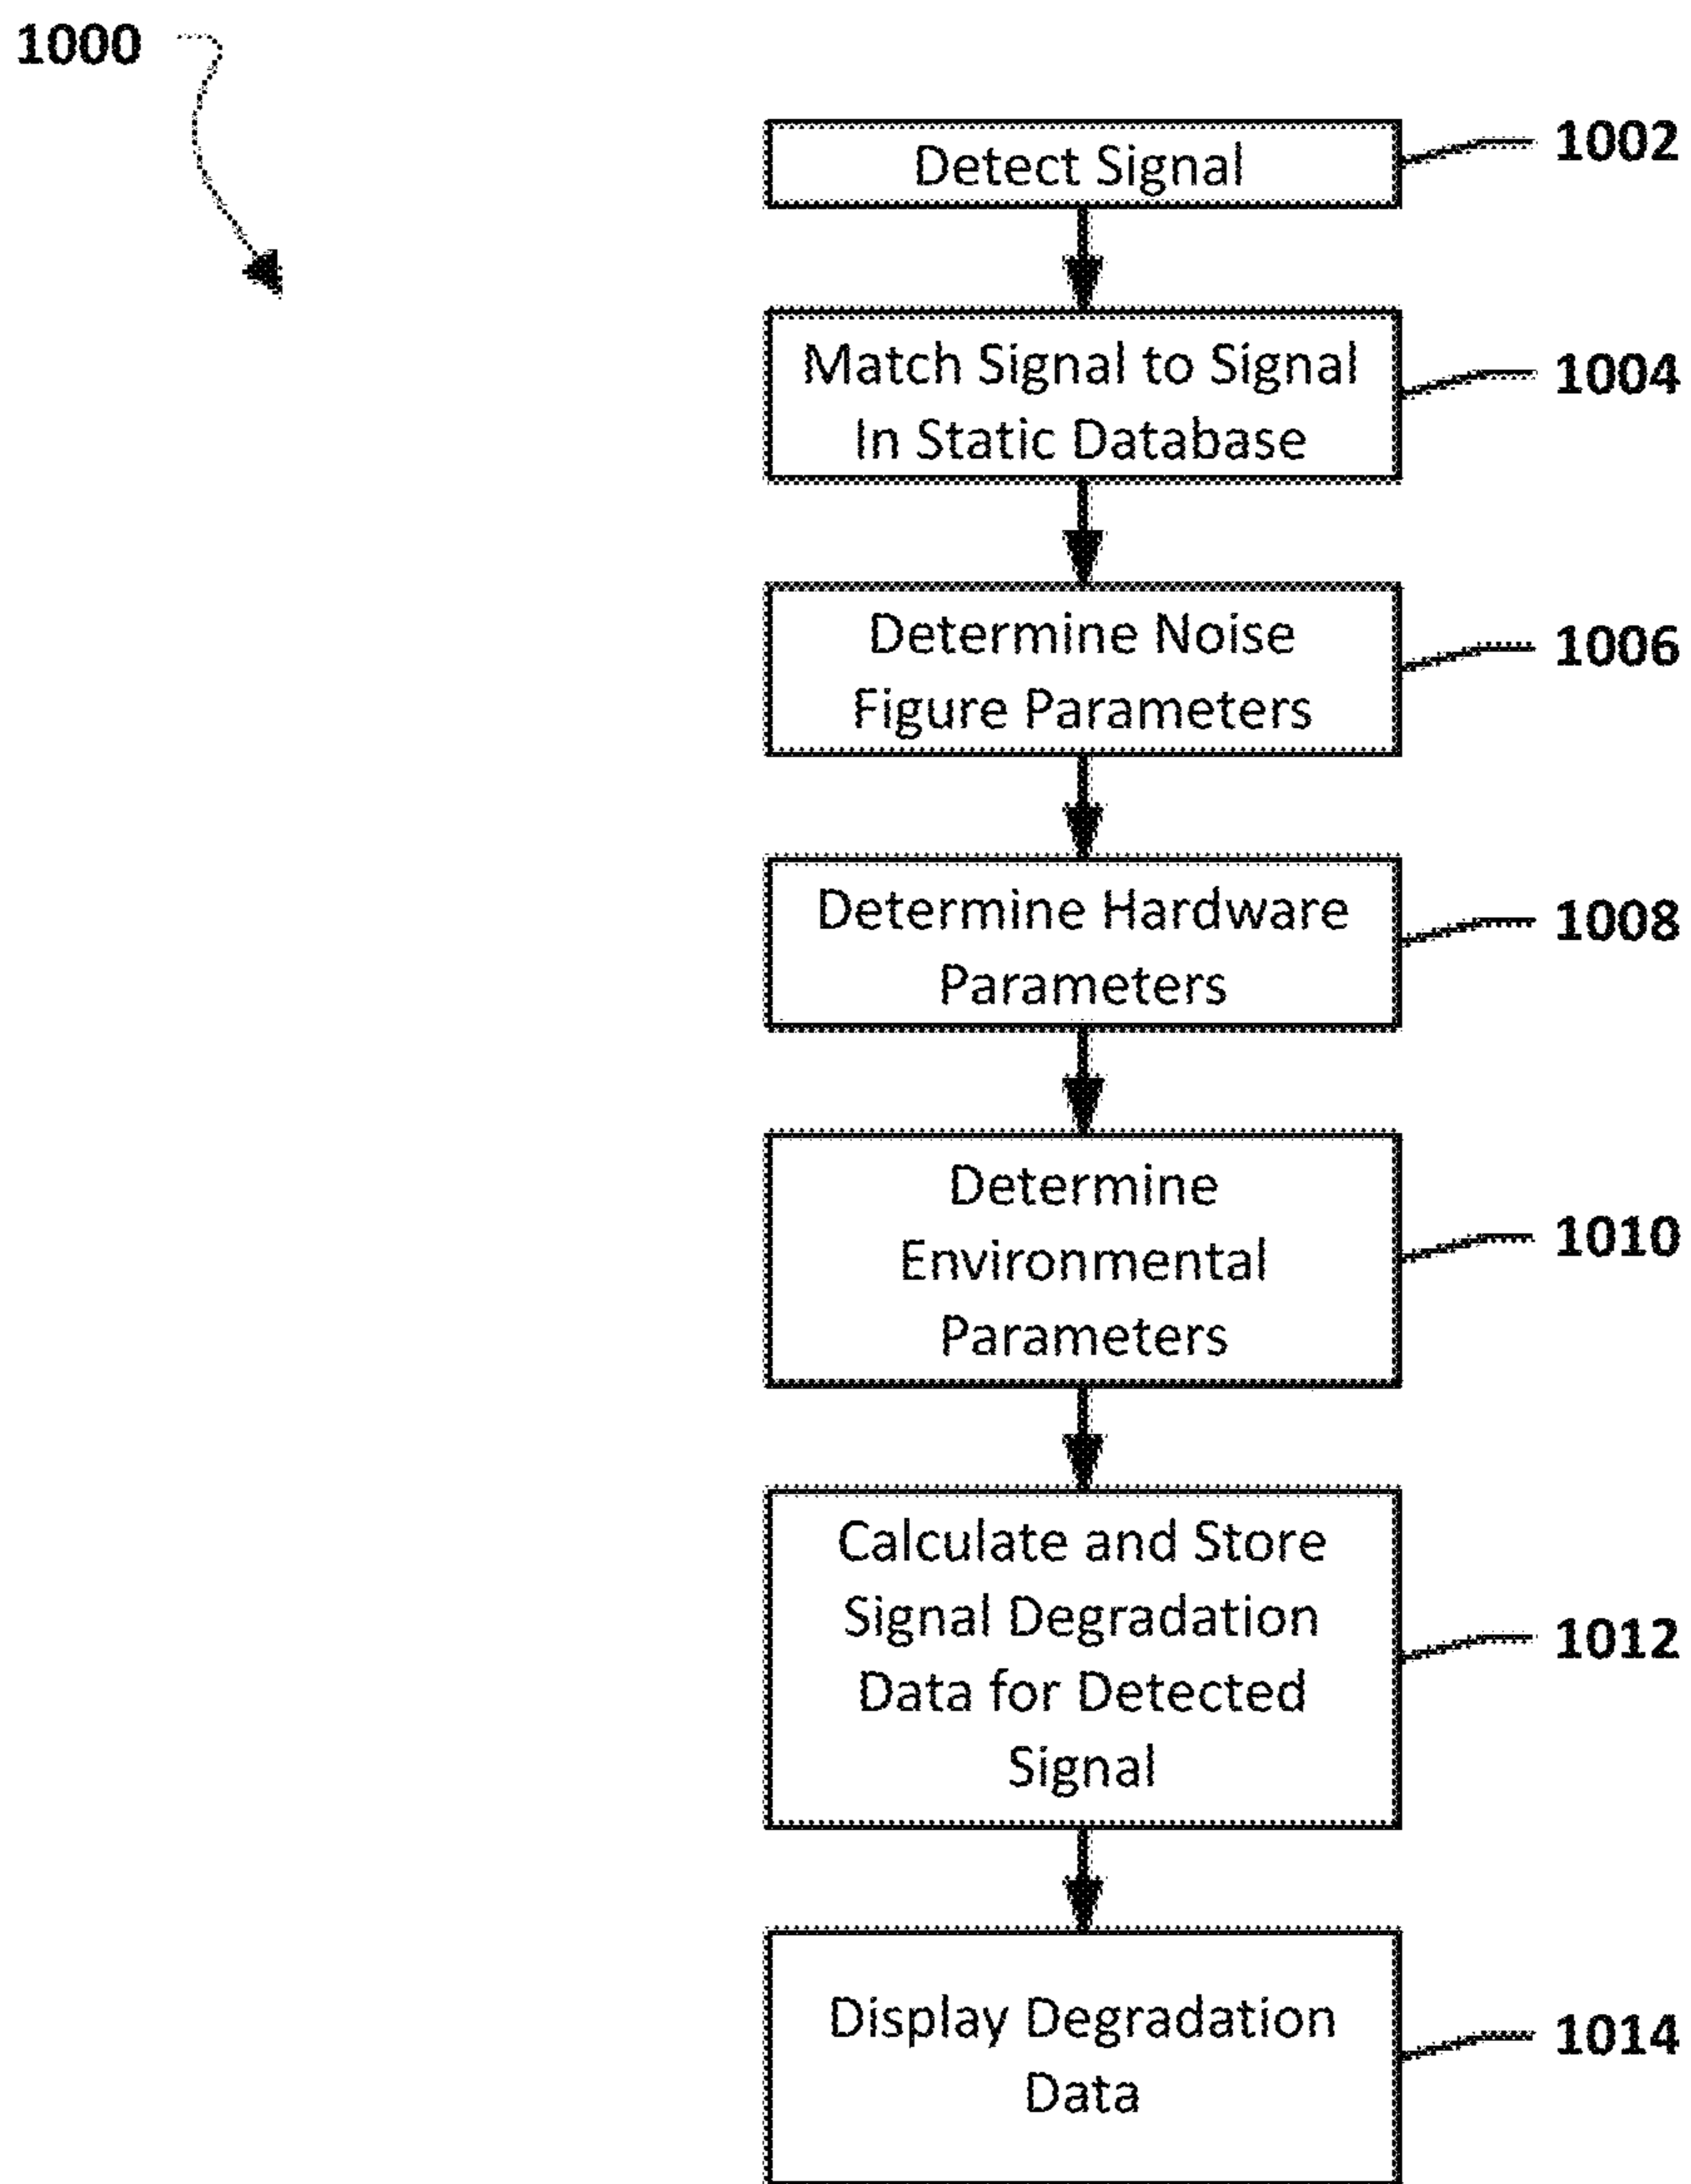 1000
Detect Signal
1002
Match Signal to Signal
In Static Database
1004
Determine Noise
Figure Parameters
1006
Determine Hardware
Parameters
1008
Determine
Environmental
Parameters
1010
Calculate and Store
Signal Degradation
Data for Detected
Signal
1012
Display Degradation
Data
1014